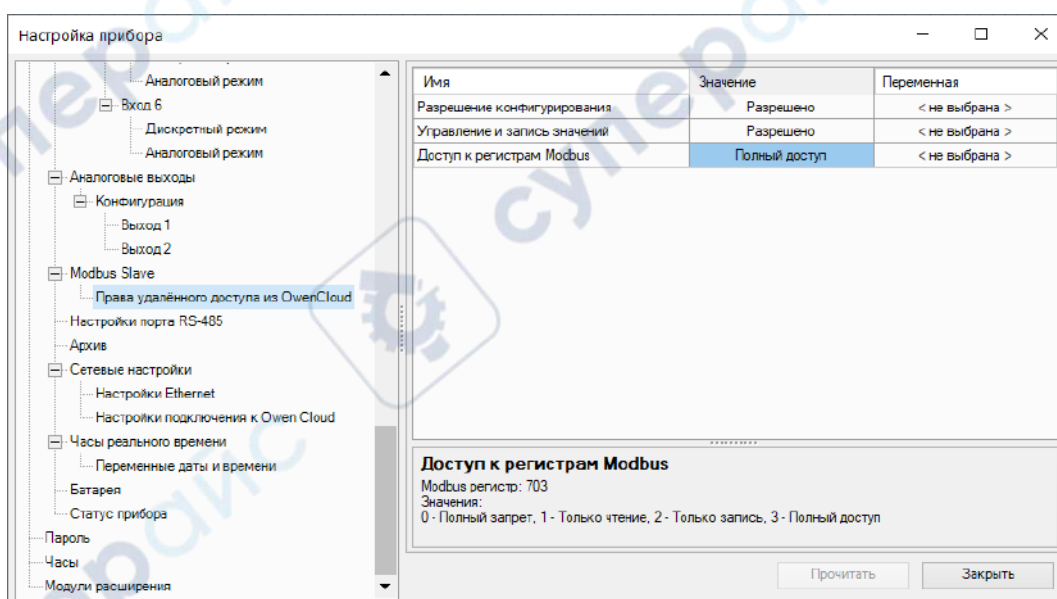 Настройка прибора
Аналоговый режим
Вход 6
Дискретный режим
Аналоговый режим
Аналоговые выходы
Конфигурация
Выход 1
Выход 2
Modbus Slave
Права удалённого доступа из OwenCloud
Настройки порта RS-485
Архив
Сетевые настройки
Настройки Ethernet
Настройки подключения к Owen Cloud
Часы реального времени
Переменные даты и времени
Батарея
Статус прибора
Пароль
Часы
Модули расширения
Имя Значение Переменная
Разрешение конфигурирования Разрешено < не выбрана >
Управление и запись значений Разрешено < не выбрана >
Доступ к регистрам Modbus Полный доступ < не выбрана >
Доступ к регистрам Modbus
Modbus регистр: 703
Значения:
0 - Полный запрет, 1 - Только чтение, 2 - Только запись, 3 - Полный доступ
Прочитать Закрыть
супер
айс